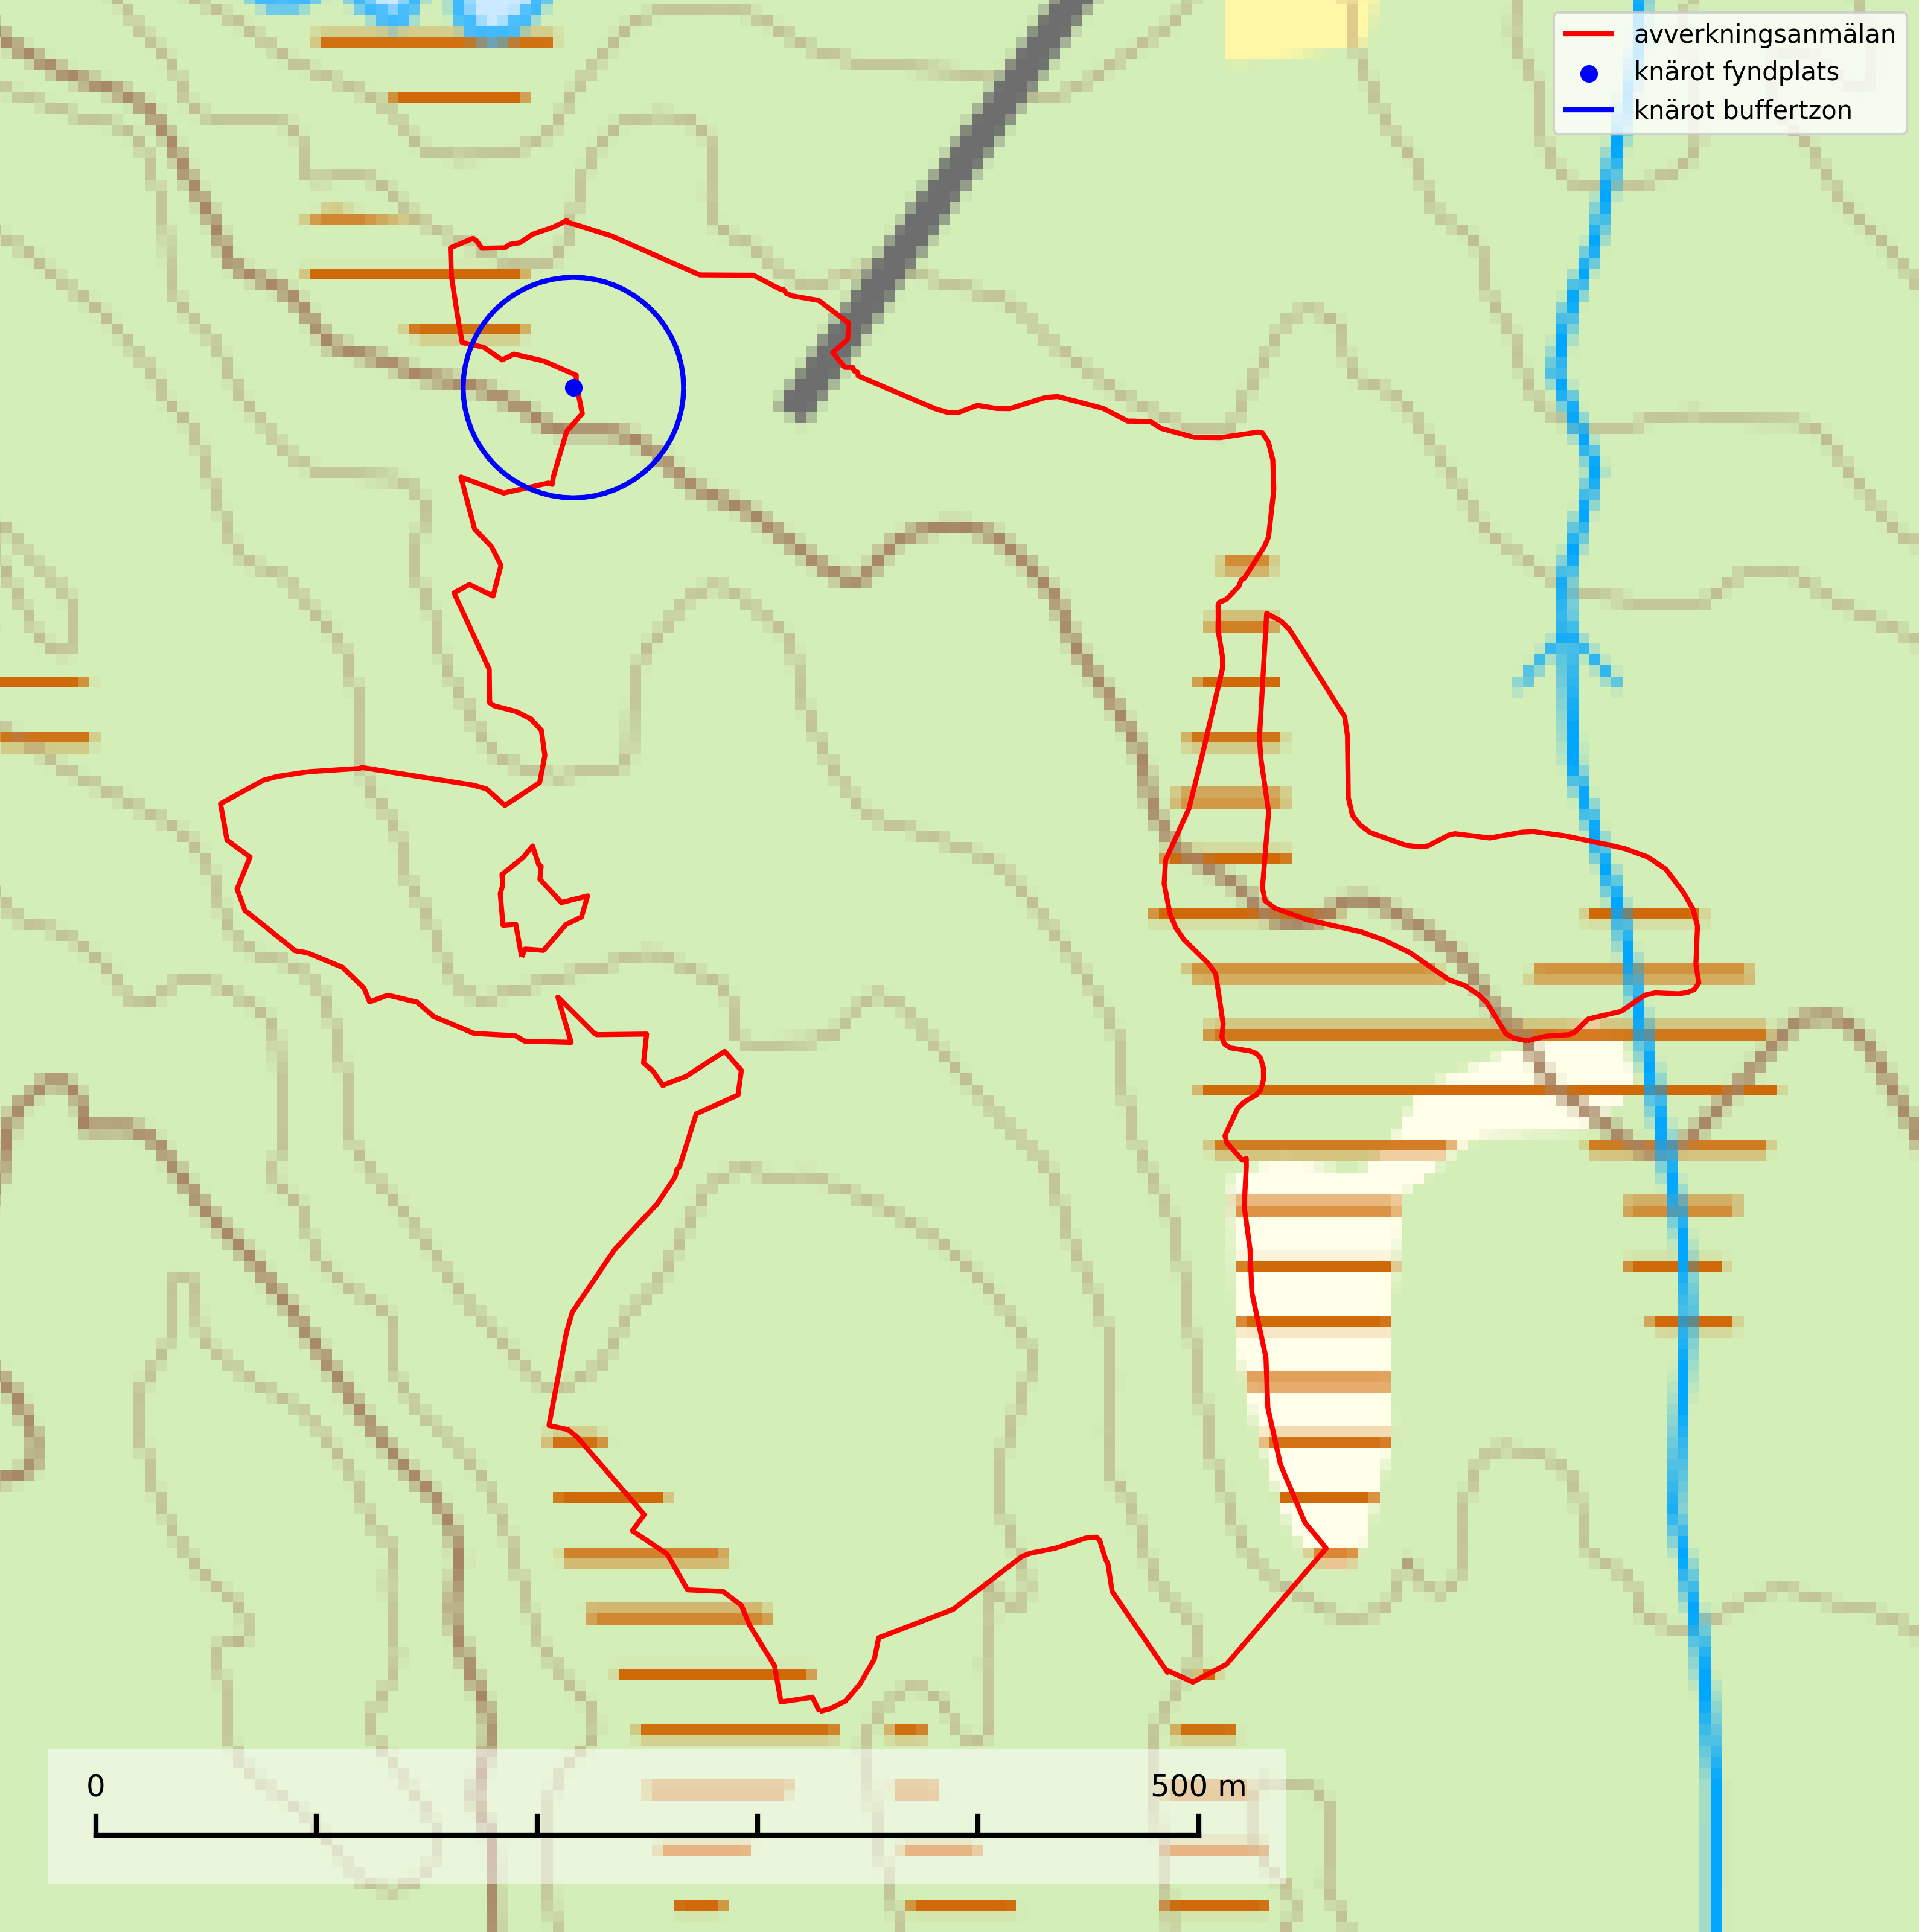 avverkningsanmälan
knärot fyndplats
knärot buffertzon
0 500 m